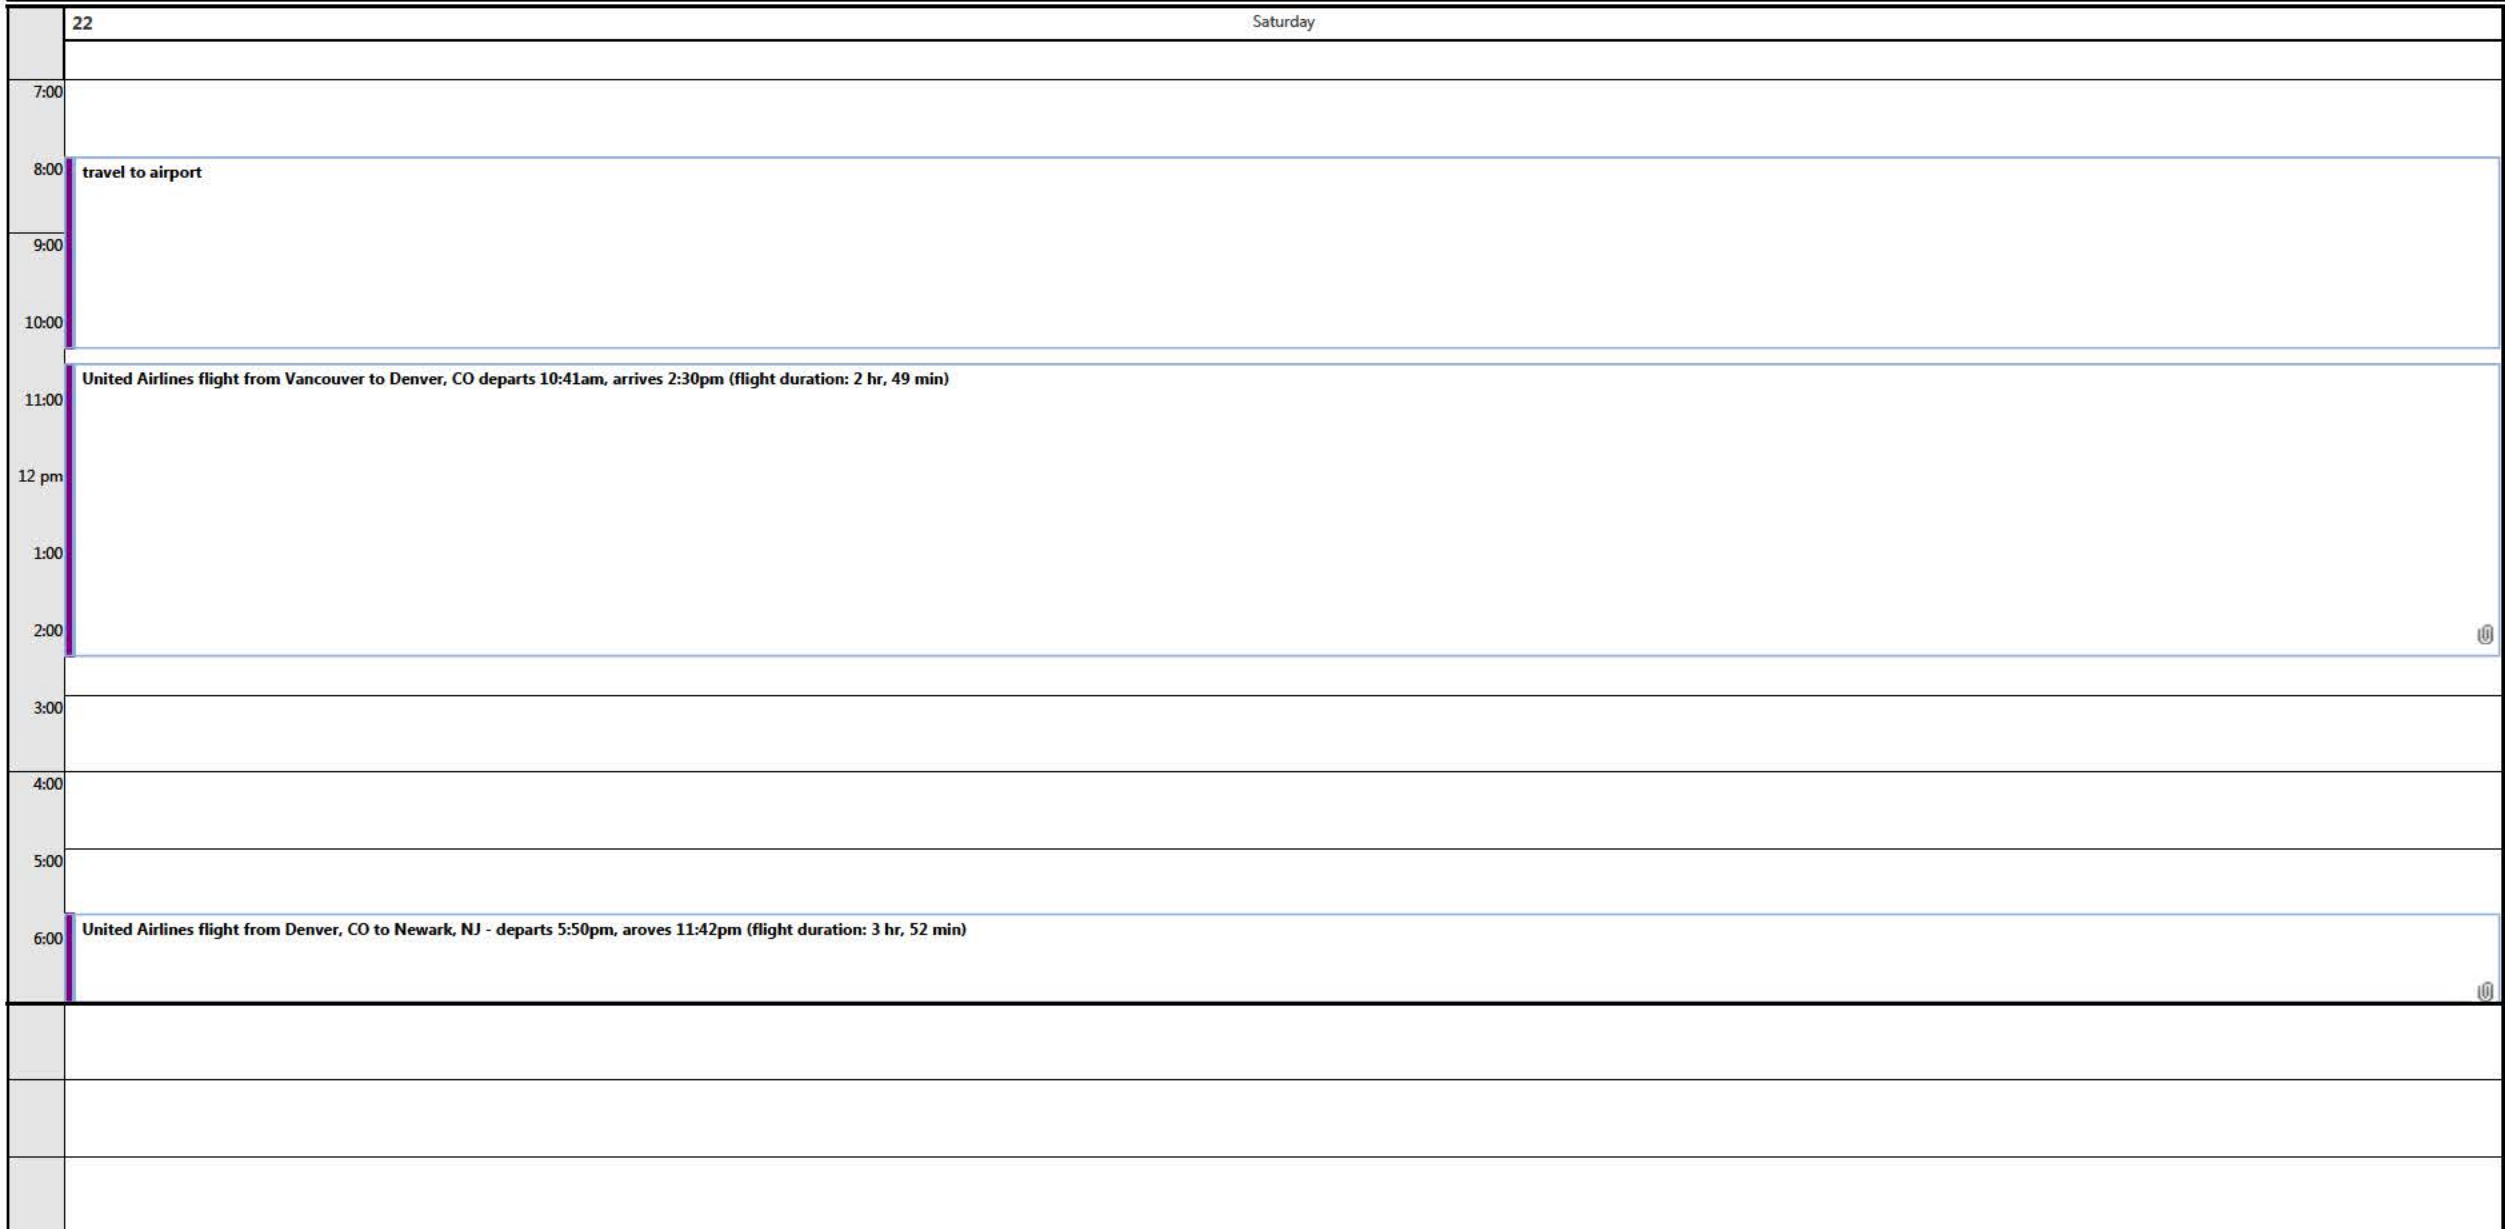 22 Saturday
7:00
8:00 travel to airport
9:00
10:00
United Airlines flight from Vancouver to Denver, CO departs 10:41am, arrives 2:30pm (flight duration: 2 hr, 49 min)
11:00
12 pm
1:00
2:00
3:00
4:00
5:00
United Airlines flight from Denver, CO to Newark, NJ - departs 5:50pm, aroves 11:42pm (flight duration: 3 hr, 52 min)
6:00